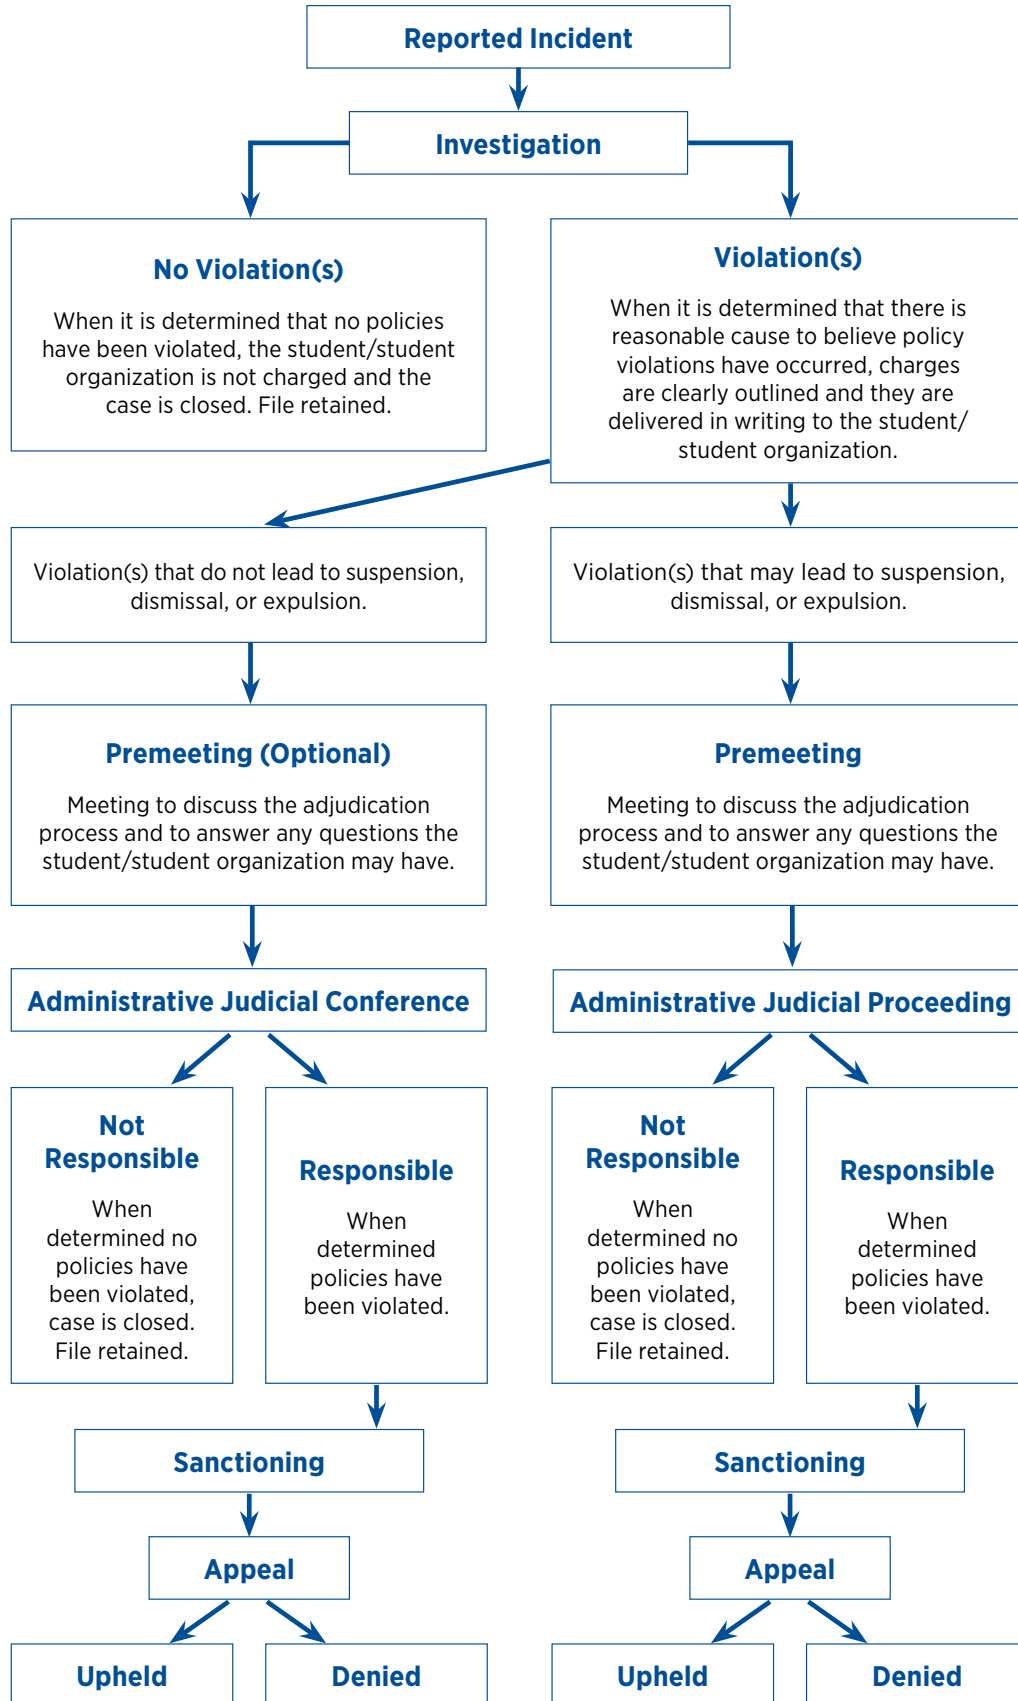 Reported Incident
Investigation
No Violation(s)
When it is determined that no policies
have been violated, the student/student
organization is not charged and the
case is closed. File retained.
Violation(s)
When it is determined that there is
reasonable cause to believe policy
violations have occurred, charges
are clearly outlined and they are
delivered in writing to the student/
student organization.
Violation(s) that do not lead to suspension,
dismissal, or expulsion.
Violation(s) that may lead to suspension,
dismissal, or expulsion.
Premeeting (Optional)
Meeting to discuss the adjudication
process and to answer any questions the
student/student organization may have.
Premeeting
Meeting to discuss the adjudication
process and to answer any questions the
student/student organization may have.
Administrative Judicial Conference
Administrative Judicial Proceeding
Not
Responsible
When
determined no
policies have
been violated,
case is closed.
File retained.
Responsible
When
determined
policies have
been violated.
Not
Responsible
When
determined no
policies have
been violated,
case is closed.
File retained.
Responsible
When
determined
policies have
been violated.
Sanctioning
Sanctioning
Appeal
Appeal
Upheld
Denied
Upheld
Denied